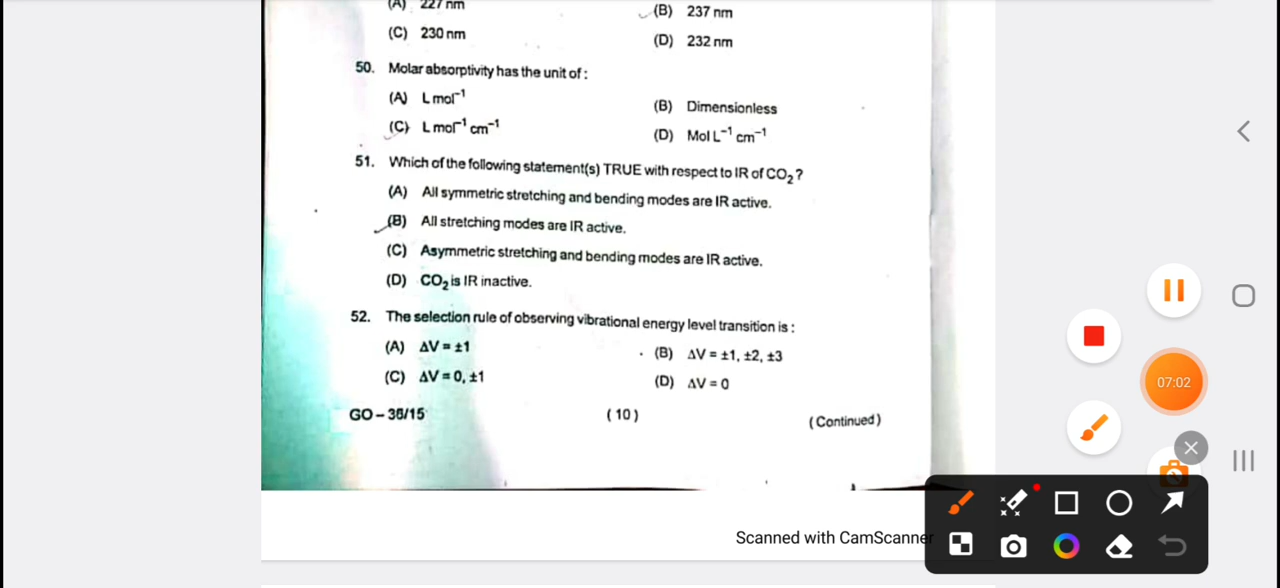 (A) 227 nm
(B) 237 nm
(C) 230 nm
(D) 232 nm
50. Molar absorptivity has the unit of :
(A) L mol⁻¹
(B) Dimensionless
(C) L mol⁻¹ cm⁻¹
(D) Mol L⁻¹ cm⁻¹
51. Which of the following statement(s) TRUE with respect to IR of CO₂ ?
(A) All symmetric stretching and bending modes are IR active.
(B) All stretching modes are IR active.
(C) Asymmetric stretching and bending modes are IR active.
(D) CO₂ is IR inactive.
52. The selection rule of observing vibrational energy level transition is :
(A) ΔV = ±1
(B) ΔV = ±1, ±2, ±3
(C) ΔV = 0, ±1
(D) ΔV = 0
GO – 36/15
( 10 )
( Continued )
07:02
Scanned with CamScanner